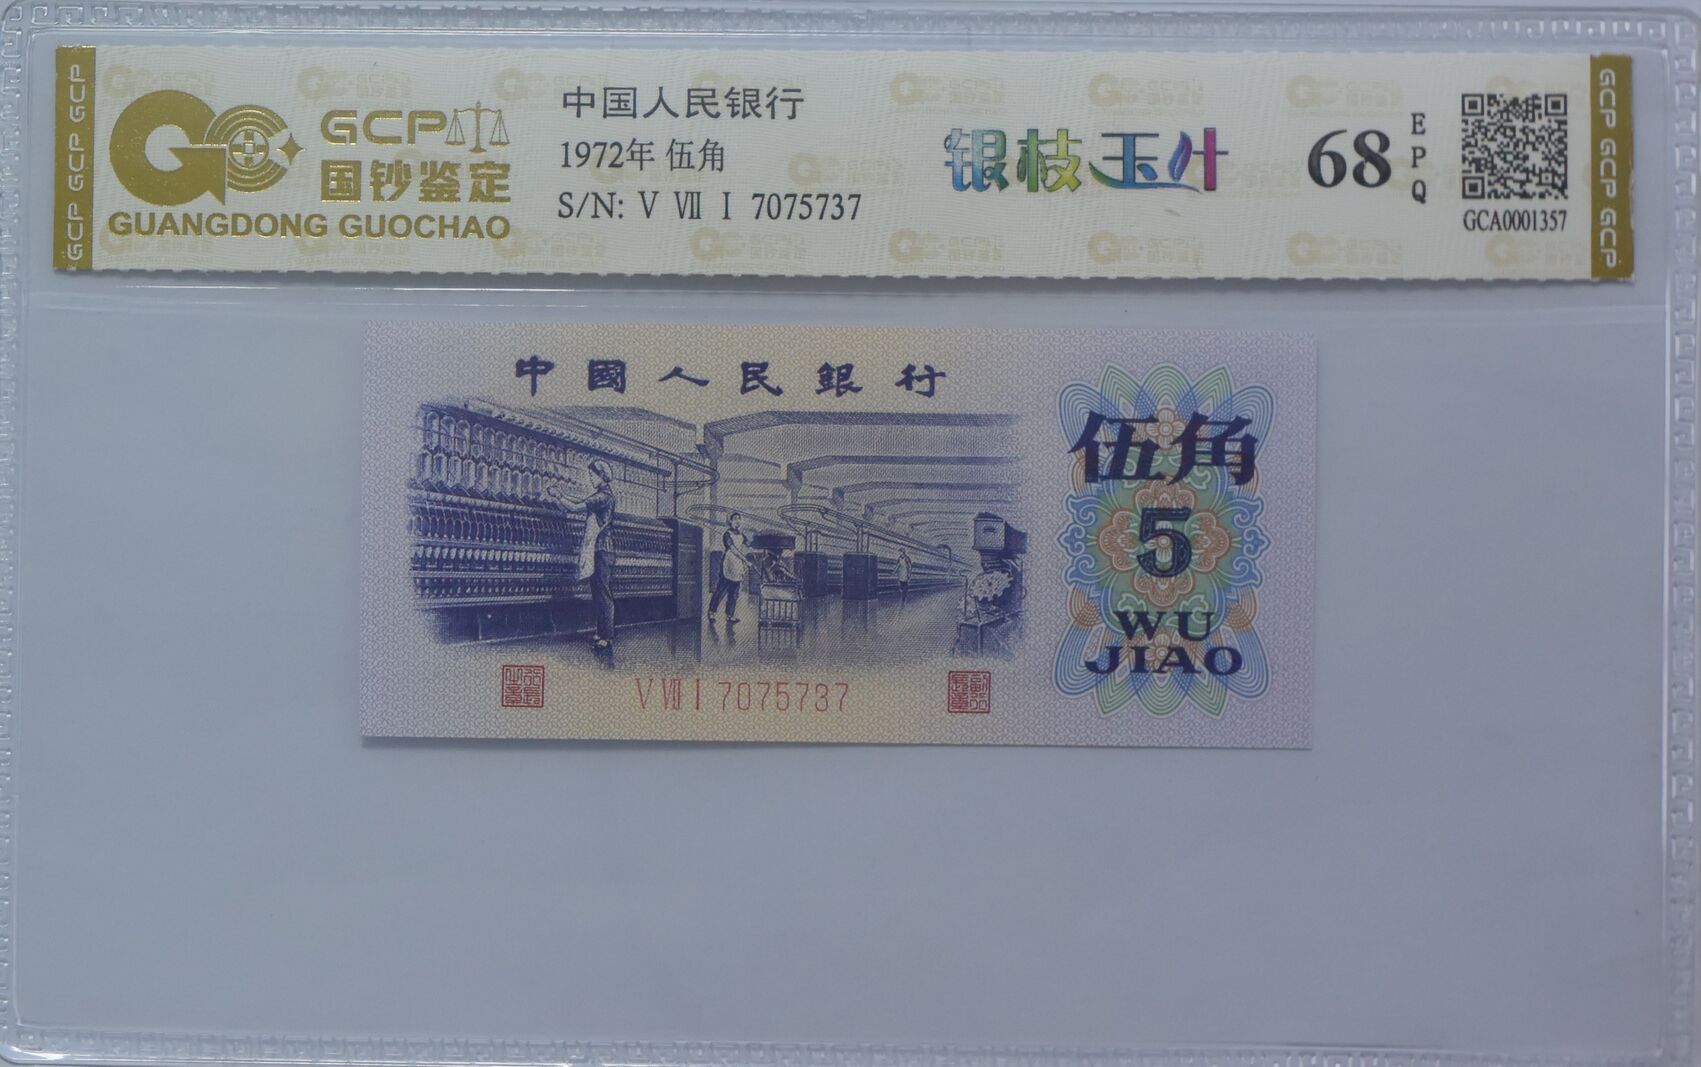 GCP GCP GCP
GCP
国钞鉴定
GUANGDONG GUOCHAO
中国人民银行
1972年 伍角
S/N: V VII I 7075737
银枝玉叶
68
EPQ
GCA0001357
GCP GCP GCP
中國人民銀行
伍角
5
WU
JIAO
V VII I 7075737